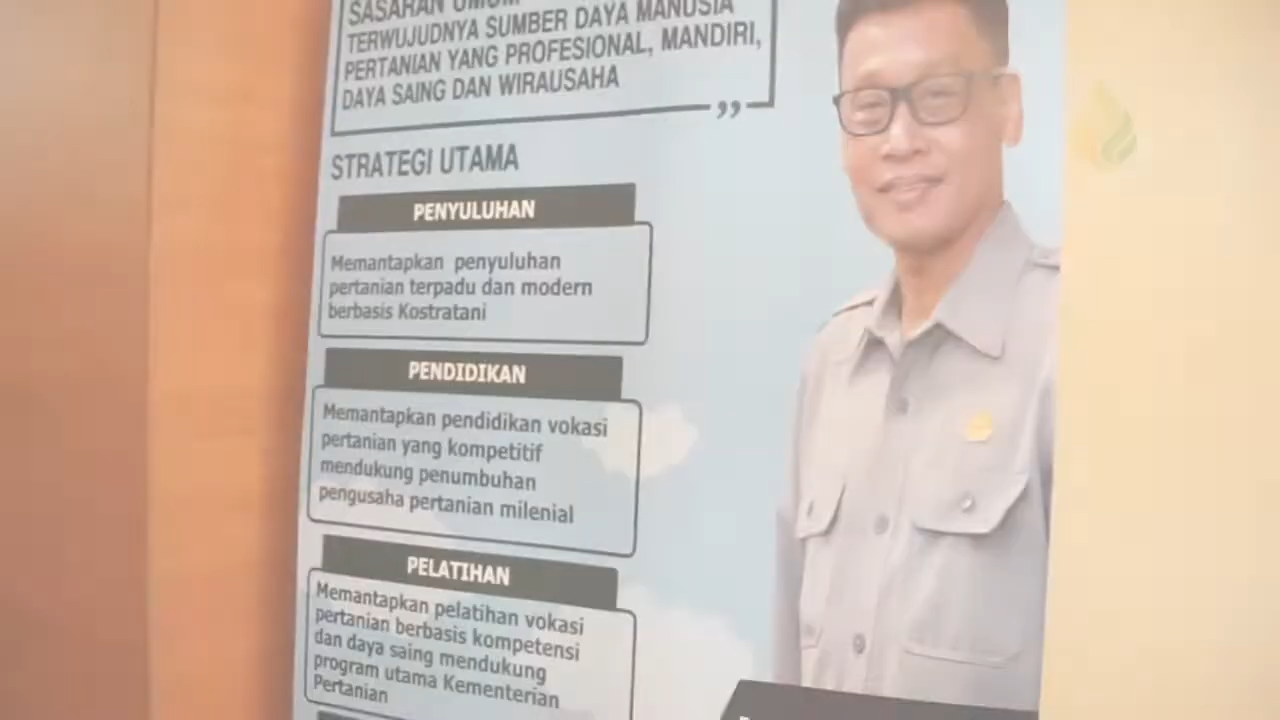 SASARAN UMUM
TERWUJUDNYA SUMBER DAYA MANUSIA
PERTANIAN YANG PROFESIONAL, MANDIRI,
DAYA SAING DAN WIRAUSAHA
”
STRATEGI UTAMA
PENYULUHAN
Memantapkan penyuluhan
pertanian terpadu dan modern
berbasis Kostratani
PENDIDIKAN
Memantapkan pendidikan vokasi
pertanian yang kompetitif
mendukung penumbuhan
pengusaha pertanian milenial
PELATIHAN
Memantapkan pelatihan vokasi
pertanian berbasis kompetensi
dan daya saing mendukung
program utama Kementerian
Pertanian